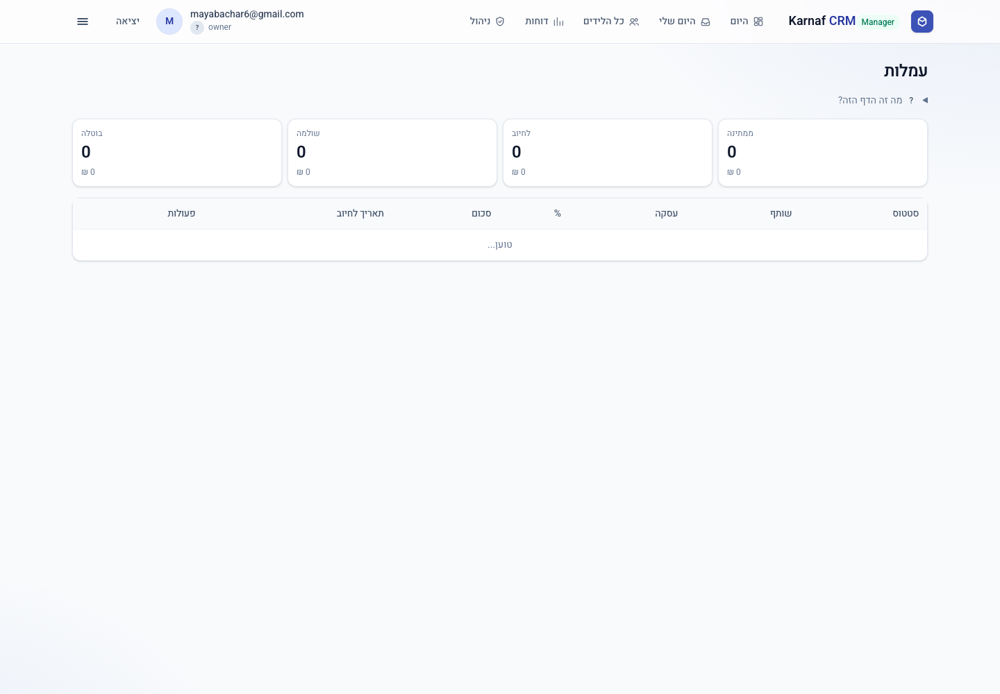 Karnaf CRM Manager
היום
היום שלי
כל הלידים
דוחות
ניהול
mayabachar6@gmail.com
? owner
M
יציאה
עמלות
? מה זה הדף הזה?
ממתינה
0
0 ₪
לחיוב
0
0 ₪
שולמה
0
0 ₪
בוטלה
0
0 ₪
סטטוס שותף עסקה % סכום תאריך לחיוב פעולות
טוען...